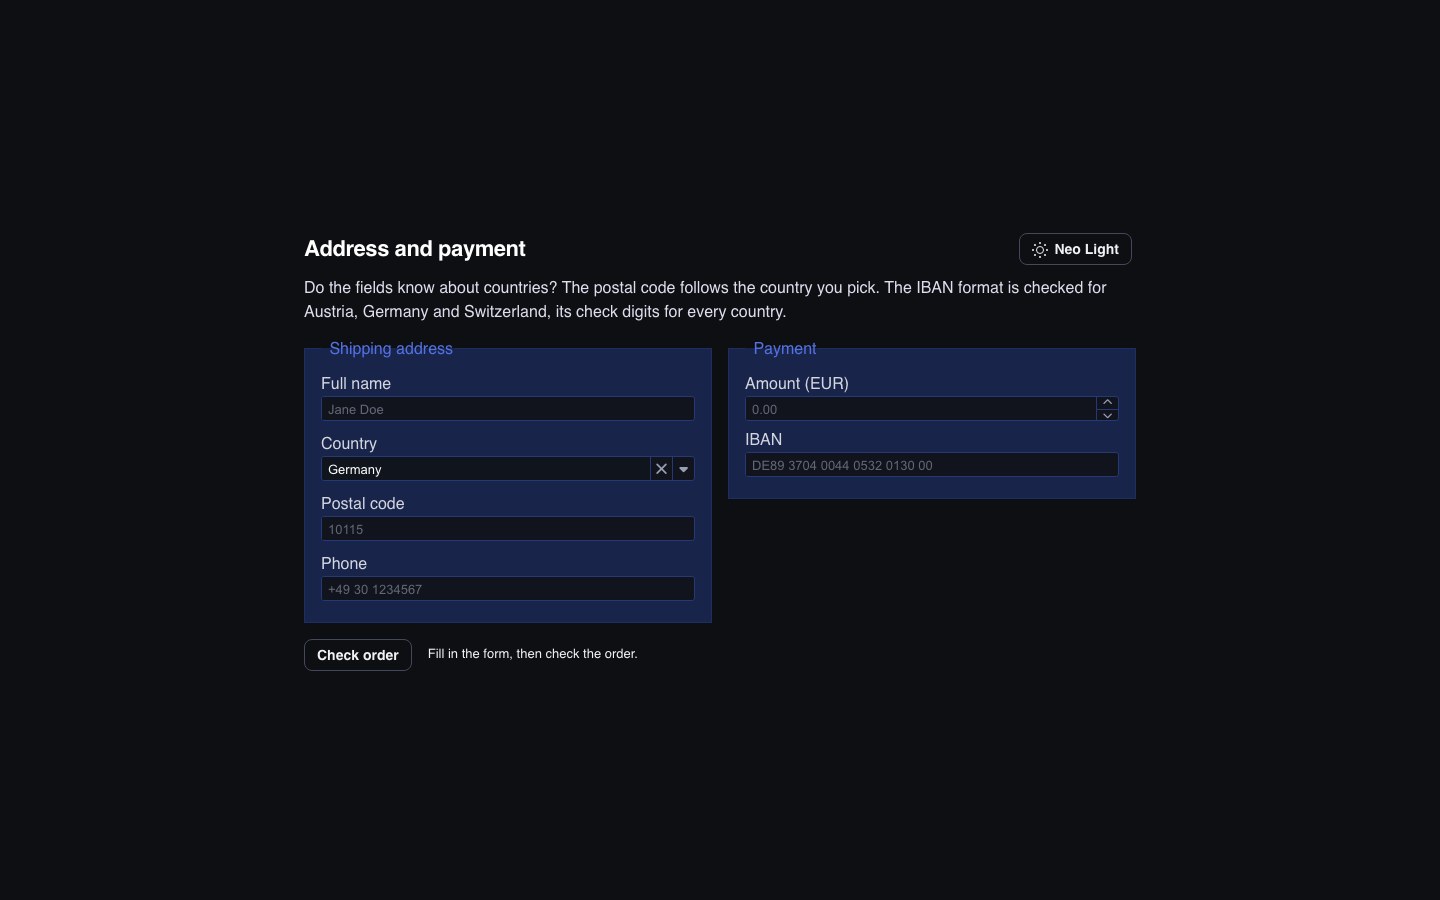 Address and payment
Neo Light
Do the fields know about countries? The postal code follows the country you pick. The IBAN format is checked for
Austria, Germany and Switzerland, its check digits for every country.
Shipping address
Full name
Jane Doe
Country
Germany
Postal code
10115
Phone
+49 30 1234567
Payment
Amount (EUR)
0.00
IBAN
DE89 3704 0044 0532 0130 00
Check order
Fill in the form, then check the order.